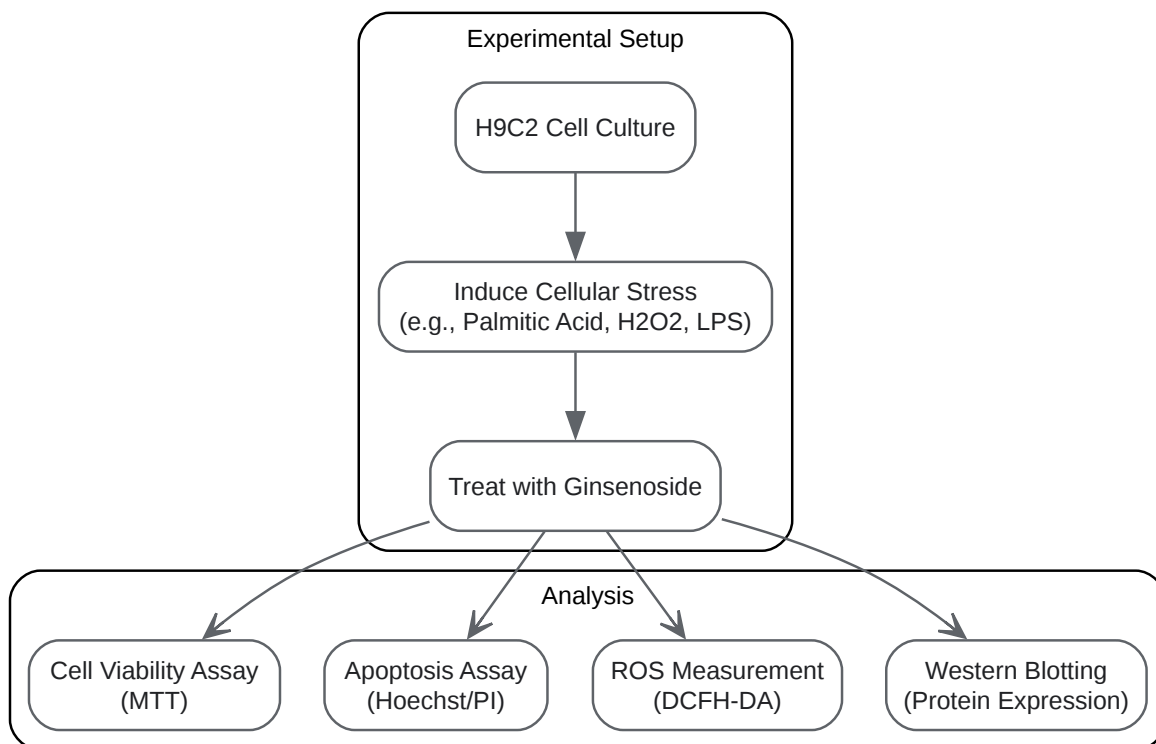 Experimental Setup
H9C2 Cell Culture
Induce Cellular Stress
(e.g., Palmitic Acid, H2O2, LPS)
Treat with Ginsenoside
Analysis
Cell Viability Assay
(MTT)
Apoptosis Assay
(Hoechst/PI)
ROS Measurement
(DCFH-DA)
Western Blotting
(Protein Expression)